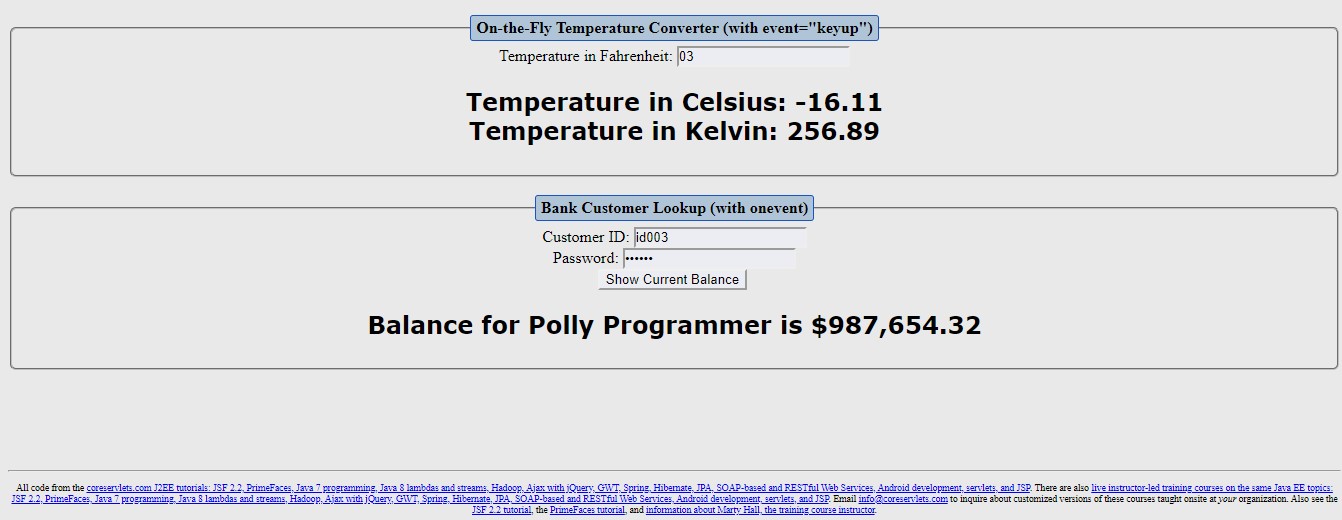 On-the-Fly Temperature Converter (with event="keyup")
Temperature in Fahrenheit: 03
Temperature in Celsius: -16.11
Temperature in Kelvin: 256.89
Bank Customer Lookup (with onevent)
Customer ID: id003
Password: ••••••
Show Current Balance
Balance for Polly Programmer is $987,654.32
All code from the coreservlets.com J2EE tutorials: JSF 2.2, PrimeFaces, Java 7 programming, Java 8 lambdas and streams, Hadoop, Ajax with jQuery, GWT, Spring, Hibernate, JPA, SOAP-based and RESTful Web Services, Android development, servlets, and JSP. There are also live instructor-led training courses on the same Java EE topics:
JSF 2.2, PrimeFaces, Java 7 programming, Java 8 lambdas and streams, Hadoop, Ajax with jQuery, GWT, Spring, Hibernate, JPA, SOAP-based and RESTful Web Services, Android development, servlets, and JSP. Email info@coreservlets.com to inquire about customized versions of these courses taught onsite at your organization. Also see the
JSF 2.2 tutorial, the PrimeFaces tutorial, and information about Marty Hall, the training course instructor.